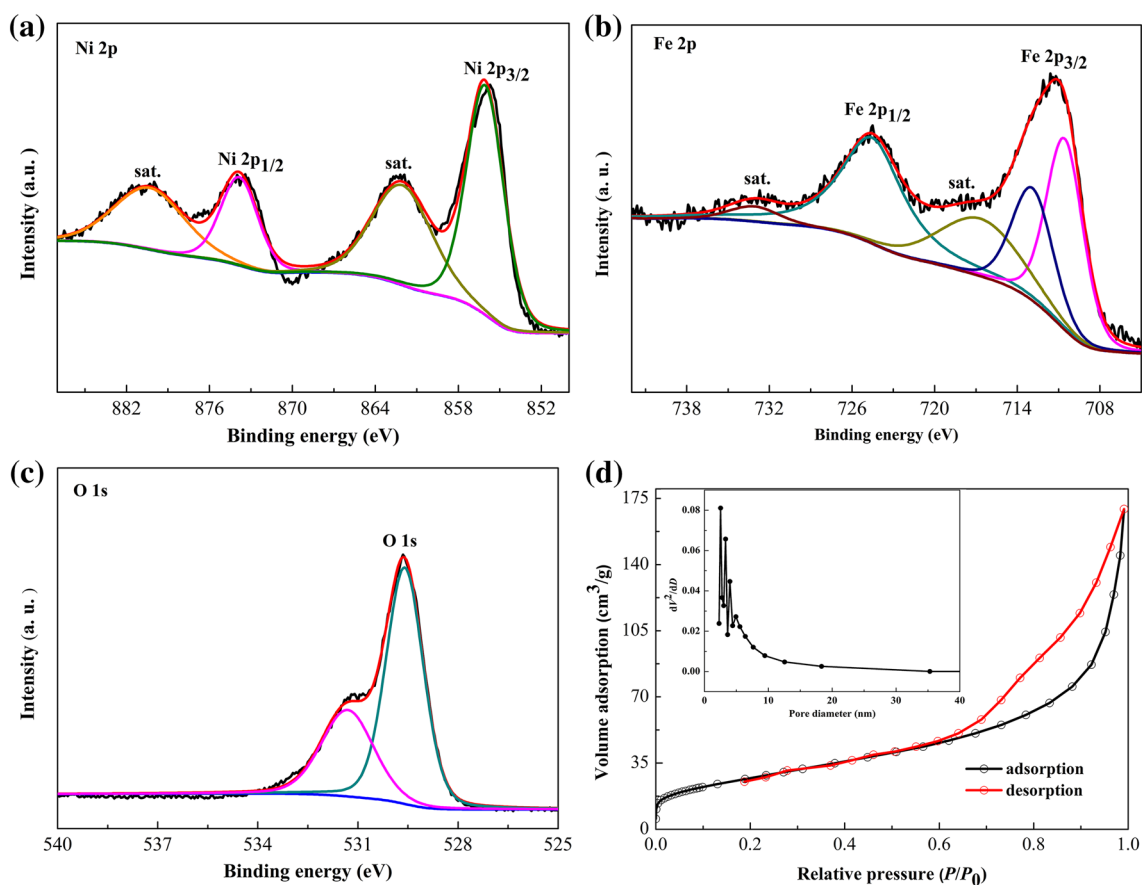 (a)
Ni 2p
Ni 2p3/2
sat.
Ni 2p1/2
sat.
Intensity (a.u.)
882 876 870 864 858 852
Binding energy (eV)
(b)
Fe 2p
Fe 2p3/2
Fe 2p1/2
sat.
sat.
Intensity (a. u.)
738 732 726 720 714 708
Binding energy (eV)
(c)
O 1s
O 1s
Intensity (a. u.)
540 537 534 531 528 525
Binding energy (eV)
(d)
175
140
105
70
35
0
Volume adsorption (cm3/g)
0.08
0.06
0.04
0.02
0.00
dV2/dD
0 10 20 30 40
Pore diameter (nm)
adsorption
desorption
0.0 0.2 0.4 0.6 0.8 1.0
Relative pressure (P/P0)